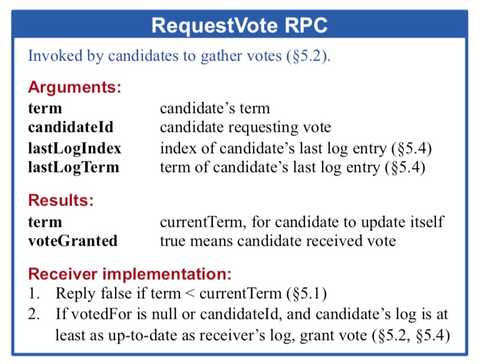 RequestVote RPC
Invoked by candidates to gather votes (§5.2).
Arguments:
term candidate's term
candidateId candidate requesting vote
lastLogIndex index of candidate's last log entry (§5.4)
lastLogTerm term of candidate's last log entry (§5.4)
Results:
term currentTerm, for candidate to update itself
voteGranted true means candidate received vote
Receiver implementation:
1. Reply false if term < currentTerm (§5.1)
2. If votedFor is null or candidateId, and candidate's log is at
least as up-to-date as receiver's log, grant vote (§5.2, §5.4)